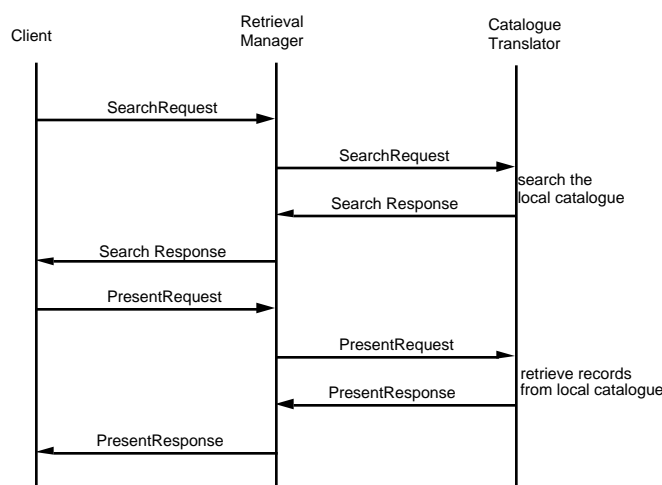 Client
Retrieval
Manager
Catalogue
Translator
SearchRequest
SearchRequest
search the
local catalogue
Search Response
Search Response
PresentRequest
PresentRequest
retrieve records
from local catalogue
PresentResponse
PresentResponse